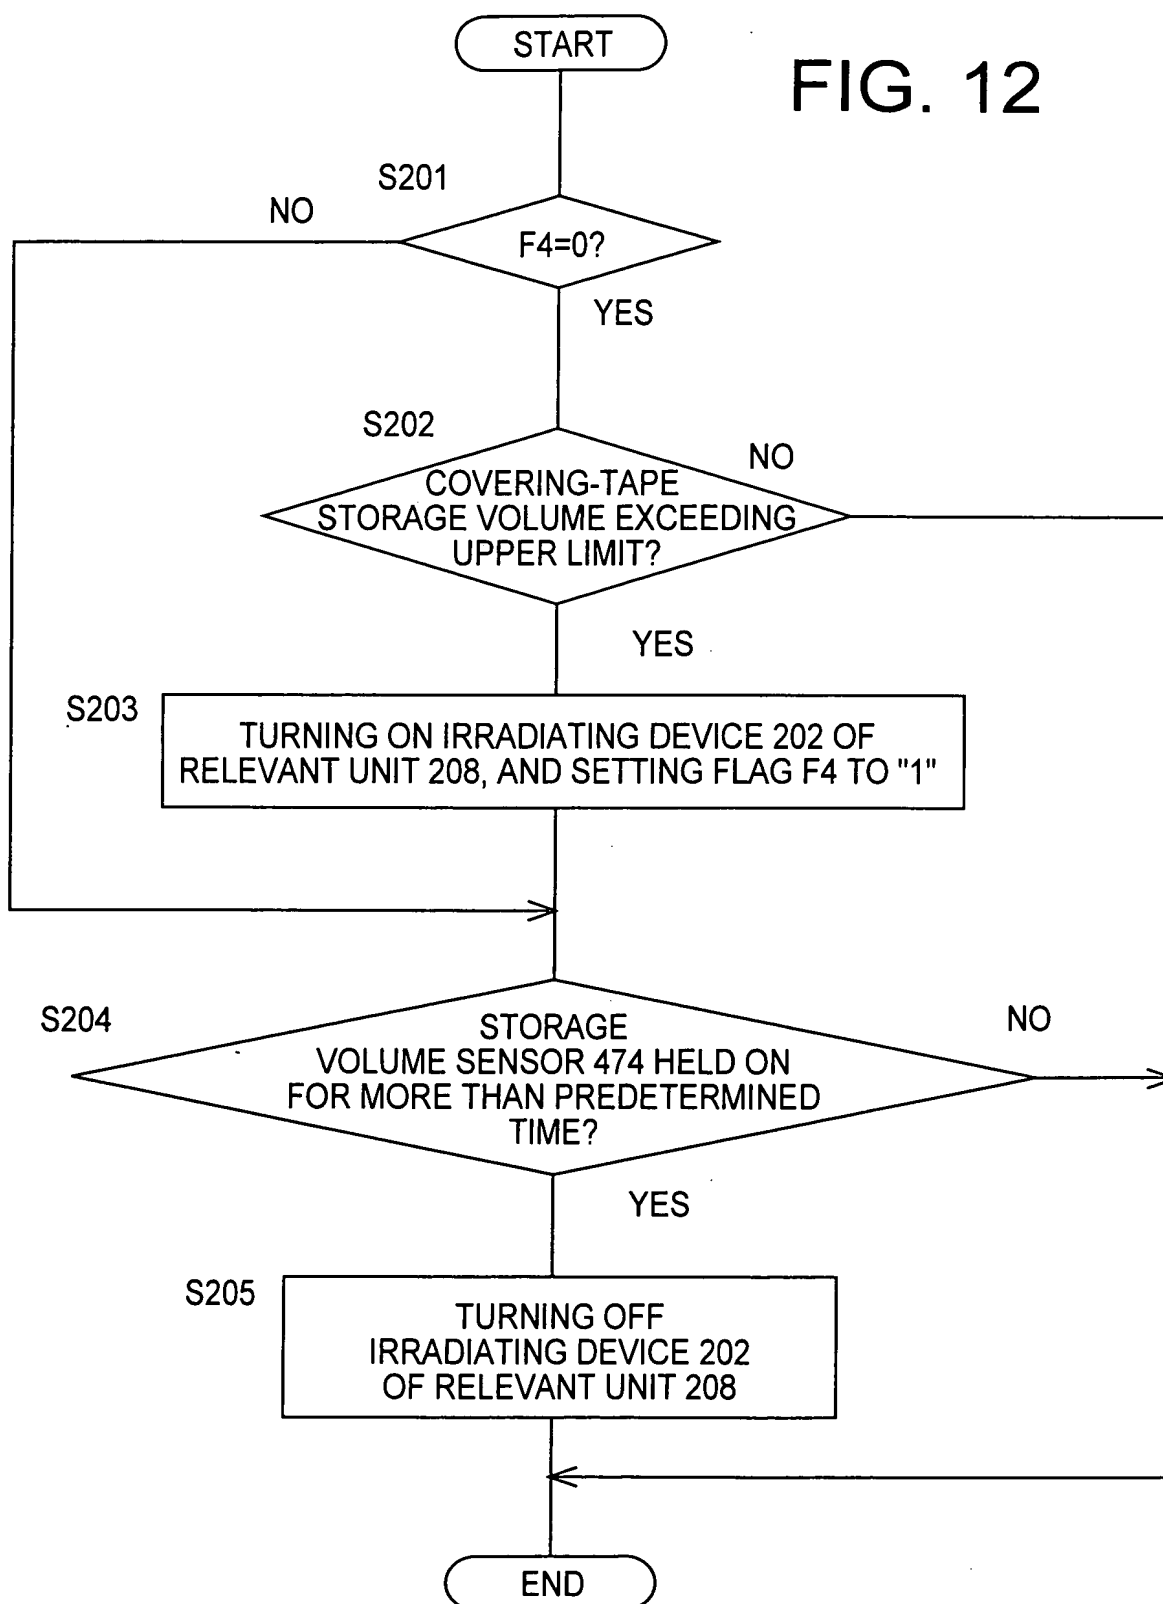 START
FIG. 12
S201
NO
F4=0?
YES
S202
NO
COVERING-TAPE
STORAGE VOLUME EXCEEDING
UPPER LIMIT?
YES
S203
TURNING ON IRRADIATING DEVICE 202 OF
RELEVANT UNIT 208, AND SETTING FLAG F4 TO "1"
S204
NO
STORAGE
VOLUME SENSOR 474 HELD ON
FOR MORE THAN PREDETERMINED
TIME?
YES
S205
TURNING OFF
IRRADIATING DEVICE 202
OF RELEVANT UNIT 208
END